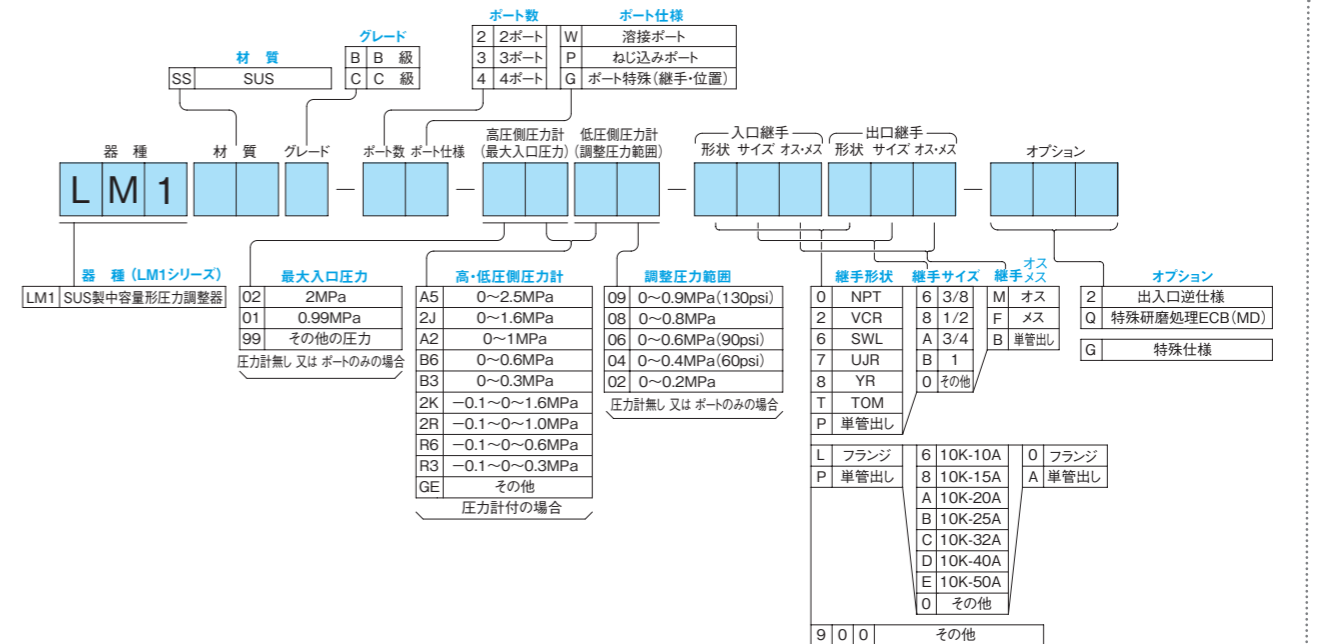 ポート数 ポート仕様
グレード 2 2ポート W 溶接ポート
材 質 B B 級 3 3ポート P ねじ込みポート
SS SUS C C 級 4 4ポート G ポート特殊(継手・位置)
高圧側圧力計 低圧側圧力計 入口継手 出口継手
器 種 材 質 グレード ポート数 ポート仕様 (最大入口圧力) (調整圧力範囲) 形状 サイズ オス・メス 形状 サイズ オス・メス オプション
LM1 － － － －
器 種 (LM1シリーズ)
LM1 SUS製中容量形圧力調整器
最大入口圧力
02 2MPa
01 0.99MPa
99 その他の圧力
圧力計無し 又は ポートのみの場合
高・低圧側圧力計
A5 0〜2.5MPa
2J 0〜1.6MPa
A2 0〜1MPa
B6 0〜0.6MPa
B3 0〜0.3MPa
2K －0.1〜0〜1.6MPa
2R －0.1〜0〜1.0MPa
R6 －0.1〜0〜0.6MPa
R3 －0.1〜0〜0.3MPa
GE その他
圧力計付の場合
調整圧力範囲
09 0〜0.9MPa(130psi)
08 0〜0.8MPa
06 0〜0.6MPa(90psi)
04 0〜0.4MPa(60psi)
02 0〜0.2MPa
圧力計無し 又は ポートのみの場合
継手形状
0 NPT
2 VCR
6 SWL
7 UJR
8 YR
T TOM
P 単管出し
継手サイズ
6 3/8
8 1/2
A 3/4
B 1
0 その他
継手オスメス
M オス
F メス
B 単管出し
オプション
2 出入口逆仕様
Q 特殊研磨処理ECB(MD)
G 特殊仕様
L フランジ
P 単管出し
6 10K-10A
8 10K-15A
A 10K-20A
B 10K-25A
C 10K-32A
D 10K-40A
E 10K-50A
0 その他
0 フランジ
A 単管出し
9 0 0 その他